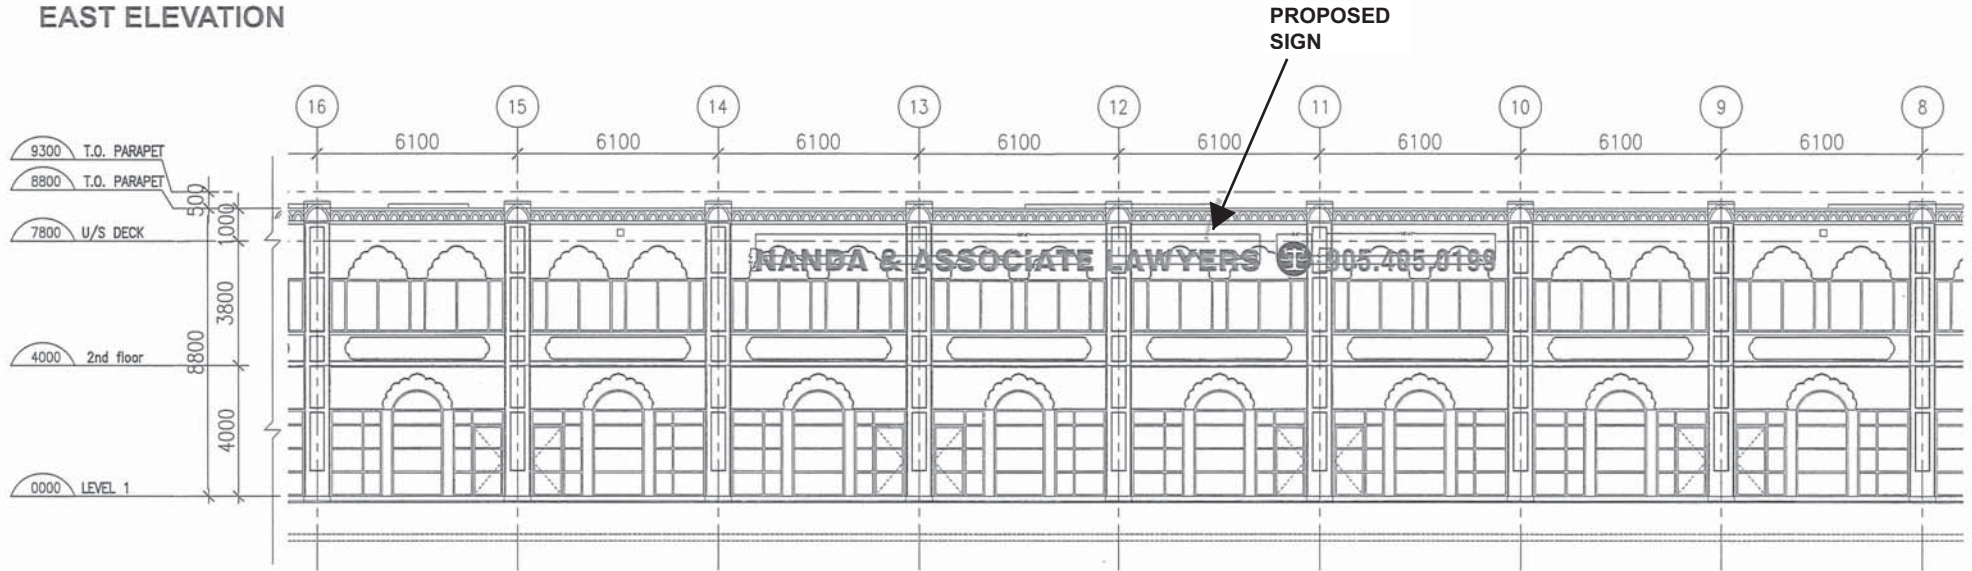 EAST ELEVATION
PROPOSED
SIGN
16 15 14 13 12 11 10 9 8
6100 6100 6100 6100 6100 6100 6100 6100
9300 T.O. PARAPET
8800 T.O. PARAPET
500
1000
7800 U/S DECK
NANDA & ASSOCIATE LAWYERS 905.405.0199
3800
8800
4000 2nd floor
4000
0000 LEVEL 1